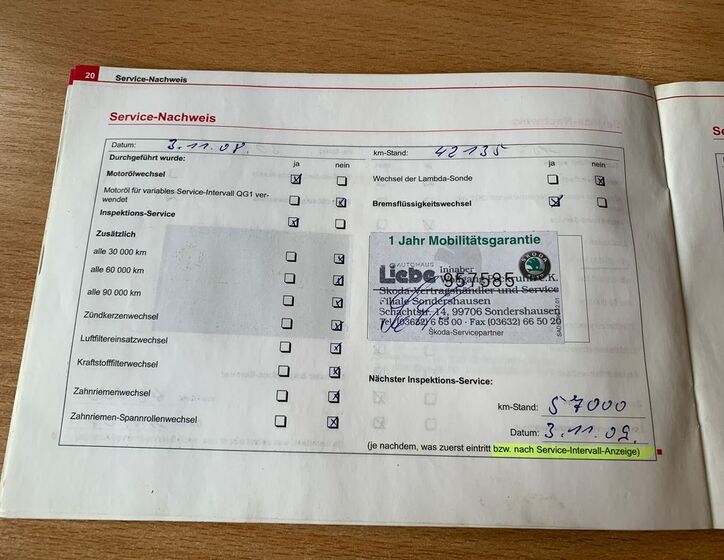 20 Service-Nachweis
Service-Nachweis
Datum: 3.11.08. km-Stand: 42135
Durchgeführt wurde: ja nein ja nein
Motorölwechsel
Wechsel der Lambda-Sonde
Motoröl für variables Service-Intervall QG1 ver-
wendet
Bremsflüssigkeitswechsel
Inspektions-Service
Zusätzlich
alle 30 000 km
alle 60 000 km
alle 90 000 km
Zündkerzenwechsel
Luftfiltereinsatzwechsel
Kraftstofffilterwechsel
Zahnriemenwechsel
Zahnriemen-Spannrollenwechsel
1 Jahr Mobilitätsgarantie
AUTOHAUS
Liebe Inhaber
957585
SKODA
Skoda-Vertragshändler und Service
Filiale Sondershausen
Schachtstr. 14, 99706 Sondershausen
Tel. (03632) 6 65 00 · Fax (03632) 66 50 20
Škoda-Servicepartner
Nächster Inspektions-Service:
km-Stand: 57000
Datum: 3.11.09.
(je nachdem, was zuerst eintritt bzw. nach Service-Intervall-Anzeige)